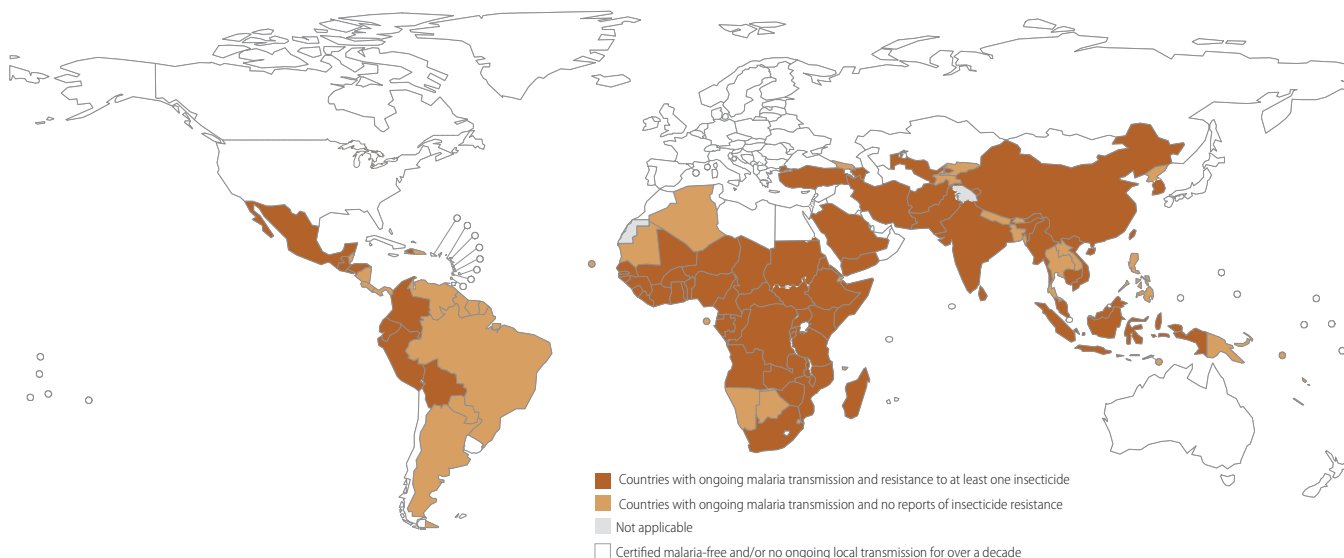 Countries with ongoing malaria transmission and resistance to at least one insecticide
Countries with ongoing malaria transmission and no reports of insecticide resistance
Not applicable
Certified malaria-free and/or no ongoing local transmission for over a decade